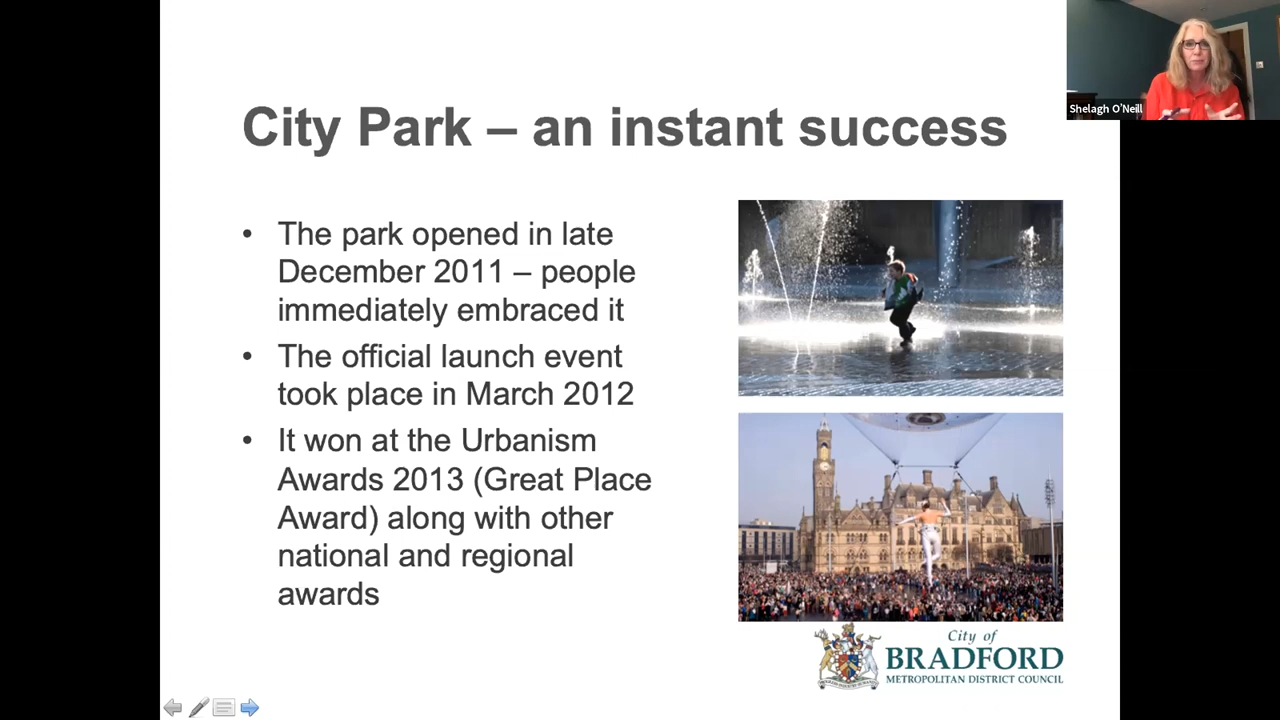 City Park – an instant success
• The park opened in late
December 2011 – people
immediately embraced it
• The official launch event
took place in March 2012
• It won at the Urbanism
Awards 2013 (Great Place
Award) along with other
national and regional
awards
Shelagh O'Neill
City of
BRADFORD
METROPOLITAN DISTRICT COUNCIL